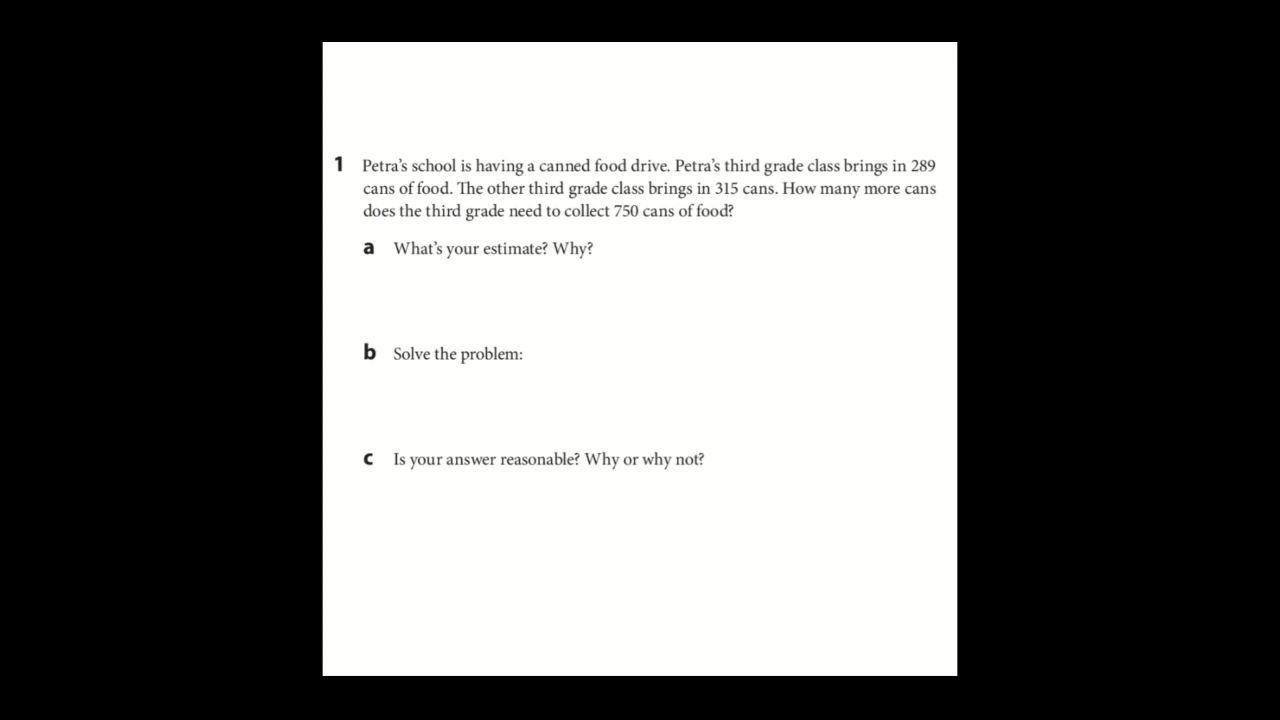 1 Petra’s school is having a canned food drive. Petra’s third grade class brings in 289
cans of food. The other third grade class brings in 315 cans. How many more cans
does the third grade need to collect 750 cans of food?
a What’s your estimate? Why?
b Solve the problem:
c Is your answer reasonable? Why or why not?